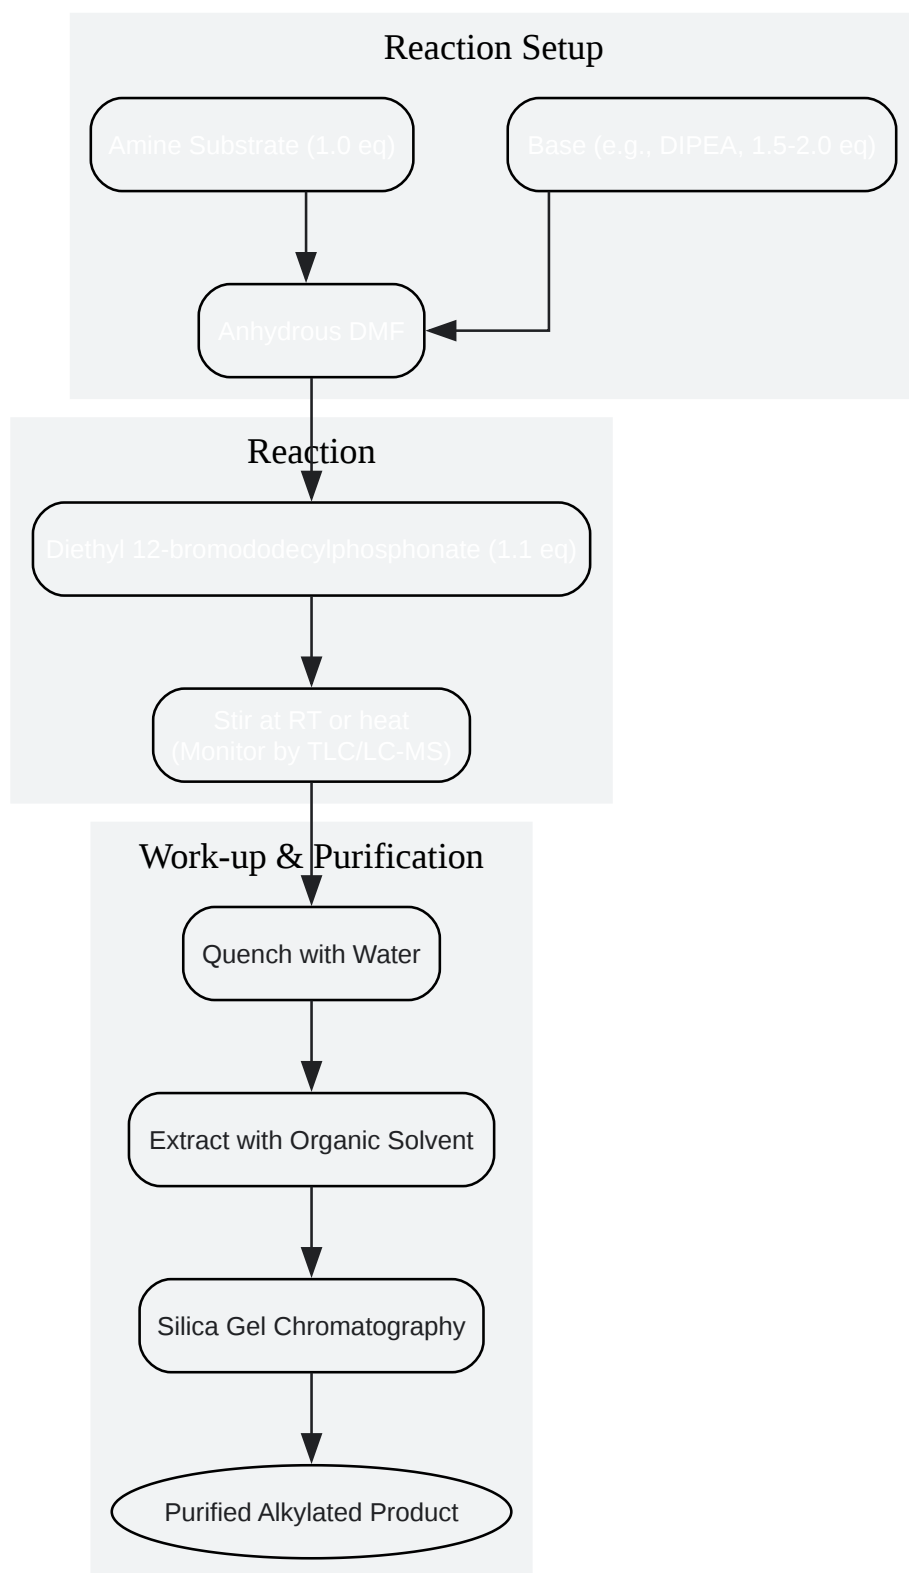 Reaction Setup
Amine Substrate (1.0 eq)
Base (e.g., DIPEA, 1.5-2.0 eq)
Anhydrous DMF
Reaction
Diethyl 12-bromododecylphosphonate (1.1 eq)
Stir at RT or heat
(Monitor by TLC/LC-MS)
Work-up & Purification
Quench with Water
Extract with Organic Solvent
Silica Gel Chromatography
Purified Alkylated Product